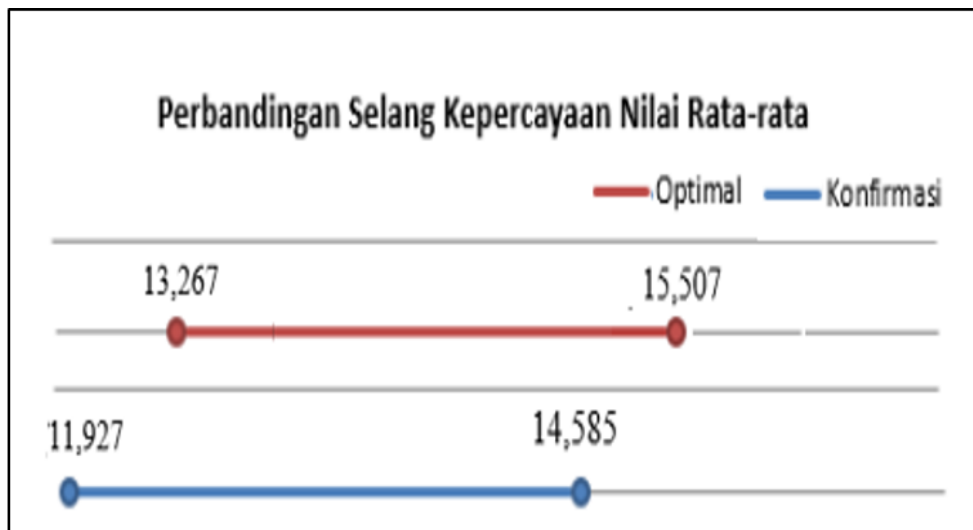 Perbandingan Selang Kepercayaan Nilai Rata-rata
Optimal Konfirmasi
13,267 15,507
11,927 14,585